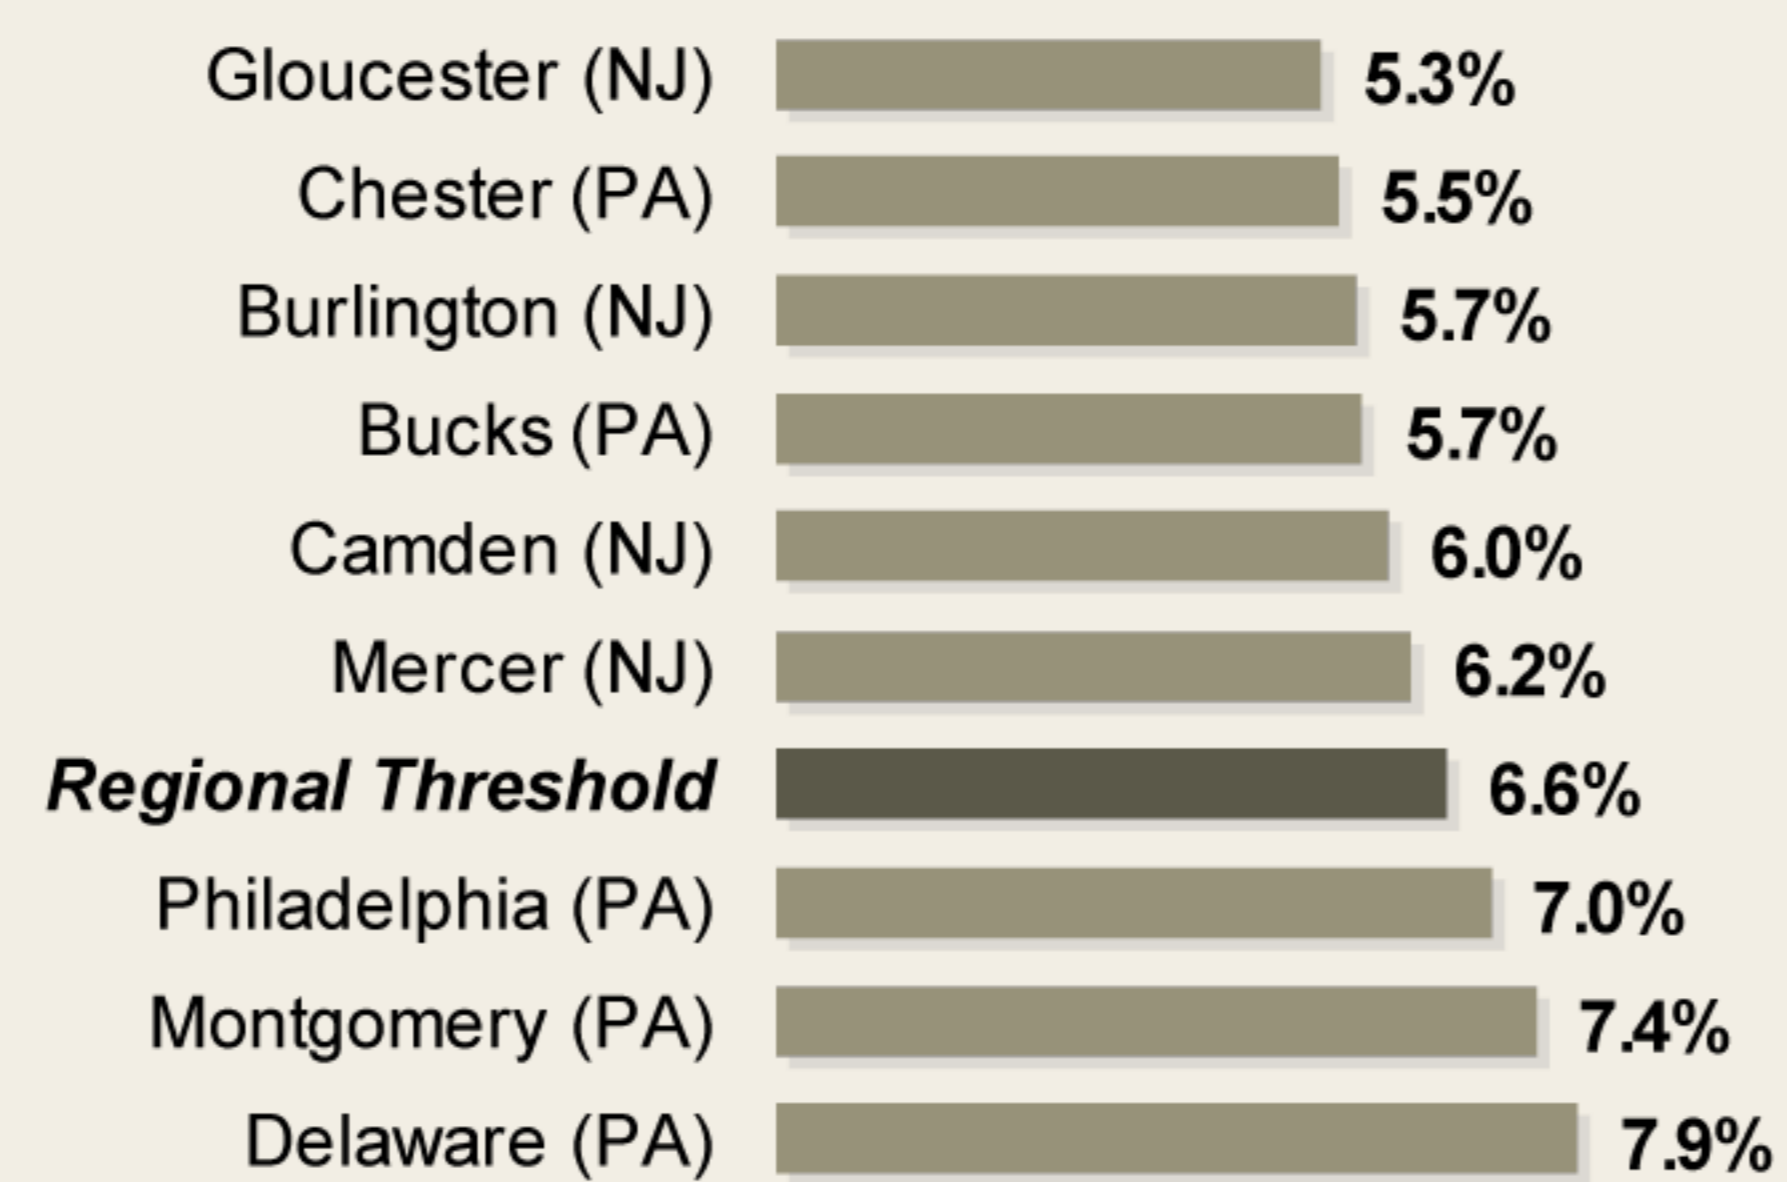 Gloucester (NJ) 5.3%
Chester (PA) 5.5%
Burlington (NJ) 5.7%
Bucks (PA) 5.7%
Camden (NJ) 6.0%
Mercer (NJ) 6.2%
Regional Threshold 6.6%
Philadelphia (PA) 7.0%
Montgomery (PA) 7.4%
Delaware (PA) 7.9%